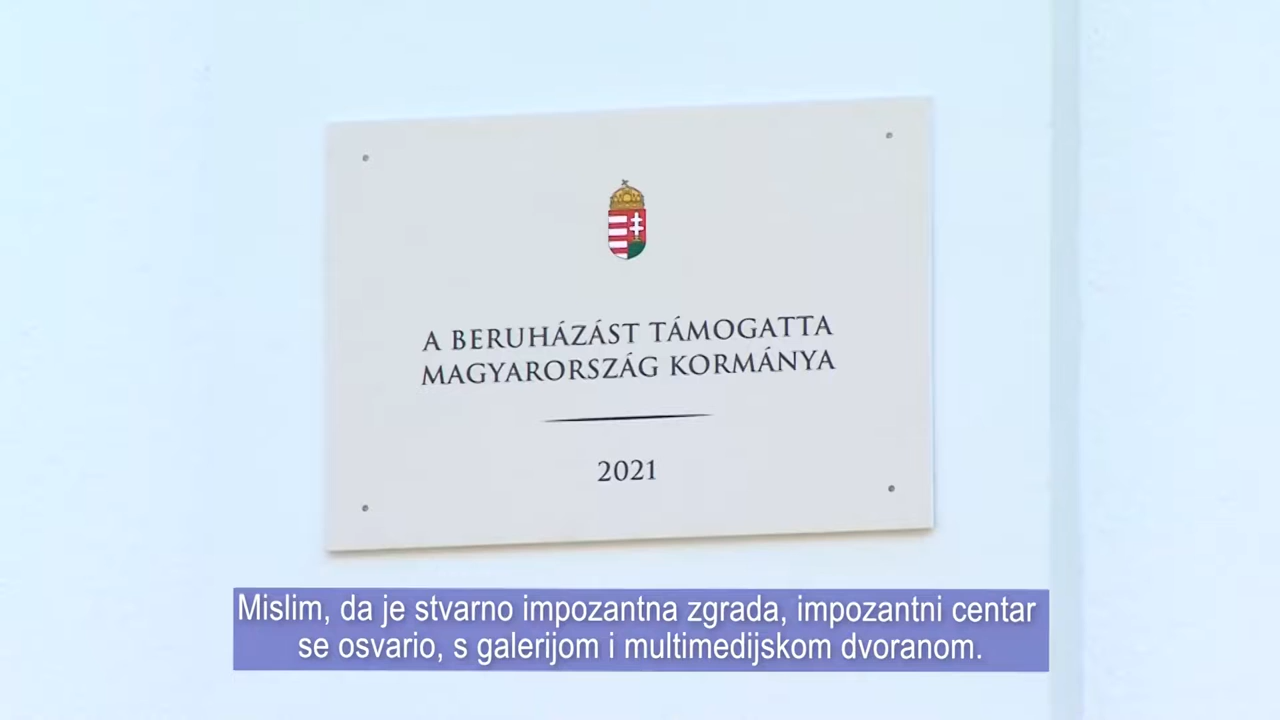 A BERUHÁZÁST TÁMOGATTA
MAGYARORSZÁG KORMÁNYA
2021
Mislim, da je stvarno impozantna zgrada, impozantni centar
se osvario, s galerijom i multimedijskom dvoranom.